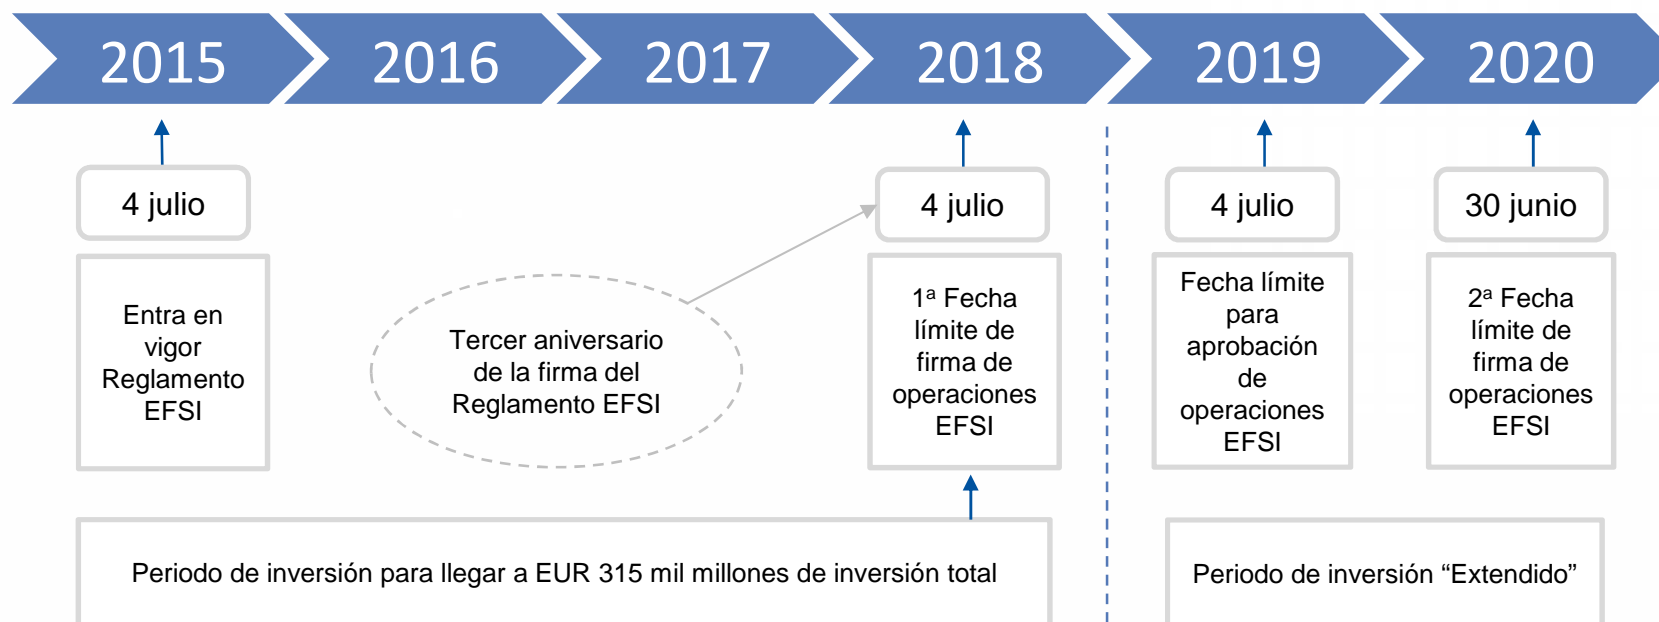 2015 2016 2017 2018 2019 2020
4 julio
4 julio
4 julio
30 junio
Entra en
vigor
Reglamento
EFSI
Tercer aniversario
de la firma del
Reglamento EFSI
1ª Fecha
límite de
firma de
operaciones
EFSI
Fecha límite
para
aprobación
de
operaciones
EFSI
2ª Fecha
límite de
firma de
operaciones
EFSI
Periodo de inversión para llegar a EUR 315 mil millones de inversión total
Periodo de inversión “Extendido”